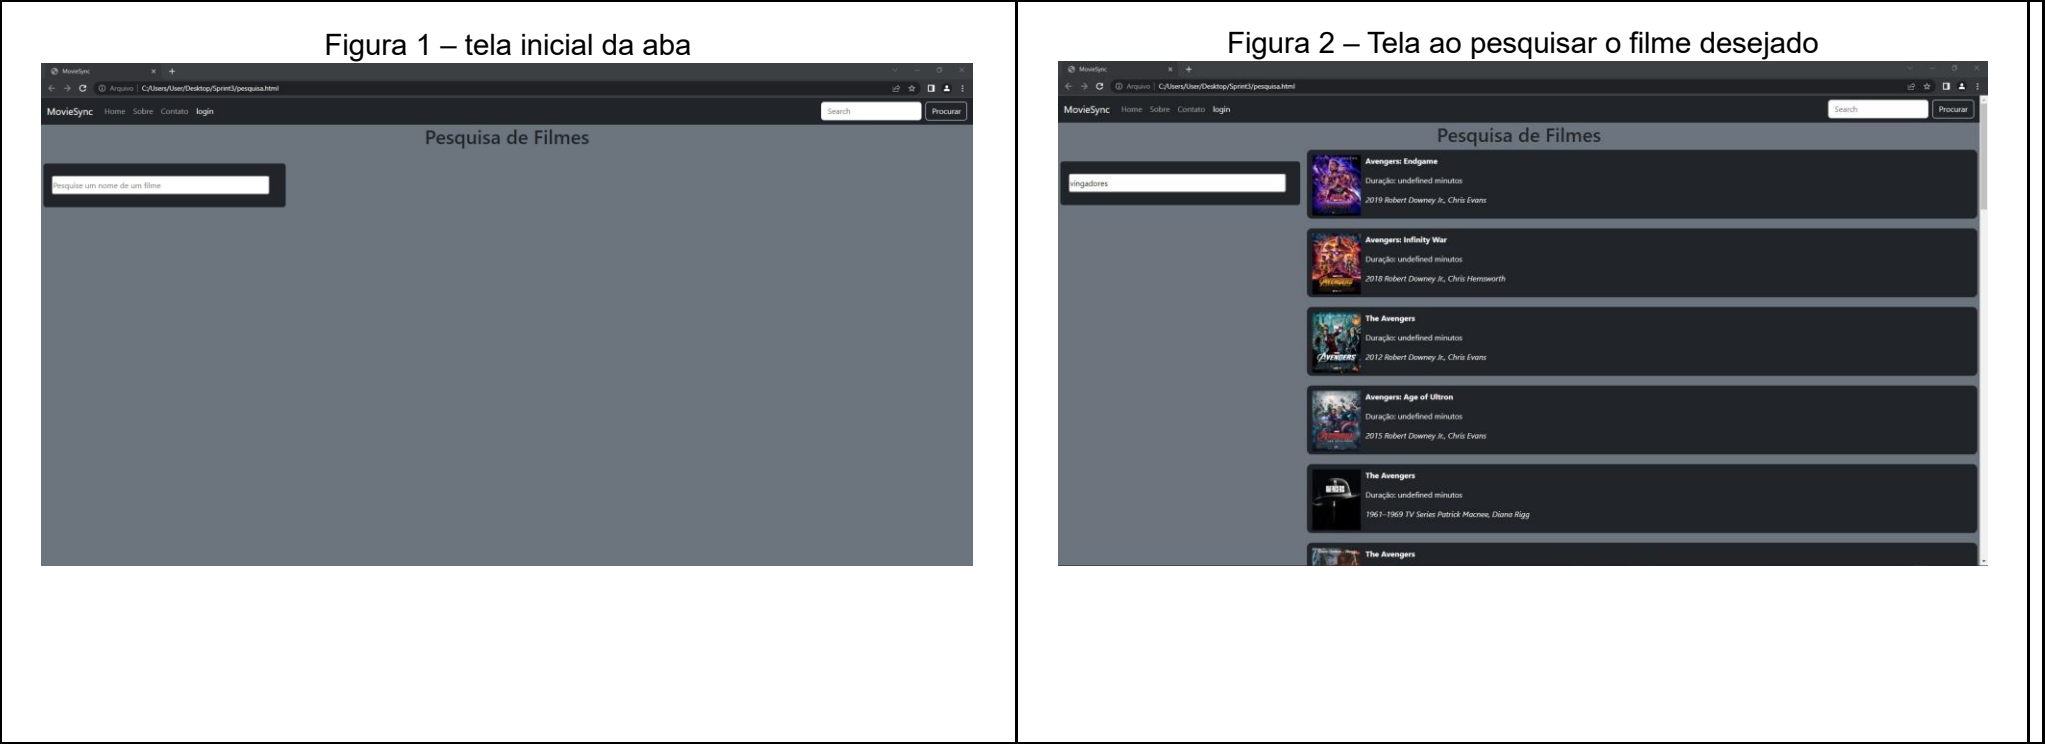 Figura 1 – tela inicial da aba
MovieSync
Arquivo | C:/Users/User/Desktop/Sprint3/pesquisa.html
MovieSync Home Sobre Contato login Search Procurar
Pesquisa de Filmes
Pesquise um nome de um filme
Figura 2 – Tela ao pesquisar o filme desejado
MovieSync
Arquivo | C:/Users/User/Desktop/Sprint3/pesquisa.html
MovieSync Home Sobre Contato login Search Procurar
Pesquisa de Filmes
vingadores
Avengers: Endgame
Duração: undefined minutos
2019 Robert Downey Jr., Chris Evans
Avengers: Infinity War
Duração: undefined minutos
2018 Robert Downey Jr., Chris Hemsworth
The Avengers
Duração: undefined minutos
2012 Robert Downey Jr., Chris Evans
AVENGERS
Avengers: Age of Ultron
Duração: undefined minutos
2015 Robert Downey Jr., Chris Evans
The Avengers
Duração: undefined minutos
1961–1969 TV Series Patrick Macnee, Diana Rigg
The Avengers